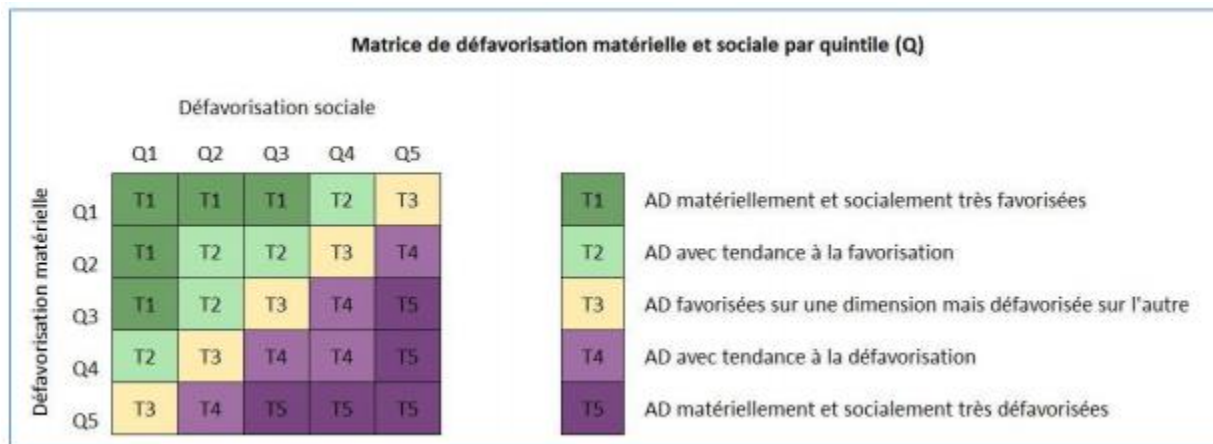 Matrice de défavorisation matérielle et sociale par quintile (Q)
Défavorisation sociale
Q1 Q2 Q3 Q4 Q5
Défavorisation matérielle
Q1 T1 T1 T1 T2 T3
Q2 T1 T2 T2 T3 T4
Q3 T1 T2 T3 T4 T5
Q4 T2 T3 T4 T4 T5
Q5 T3 T4 T5 T5 T5
T1 AD matériellement et socialement très favorisées
T2 AD avec tendance à la favorisation
T3 AD favorisées sur une dimension mais défavorisée sur l'autre
T4 AD avec tendance à la défavorisation
T5 AD matériellement et socialement très défavorisées